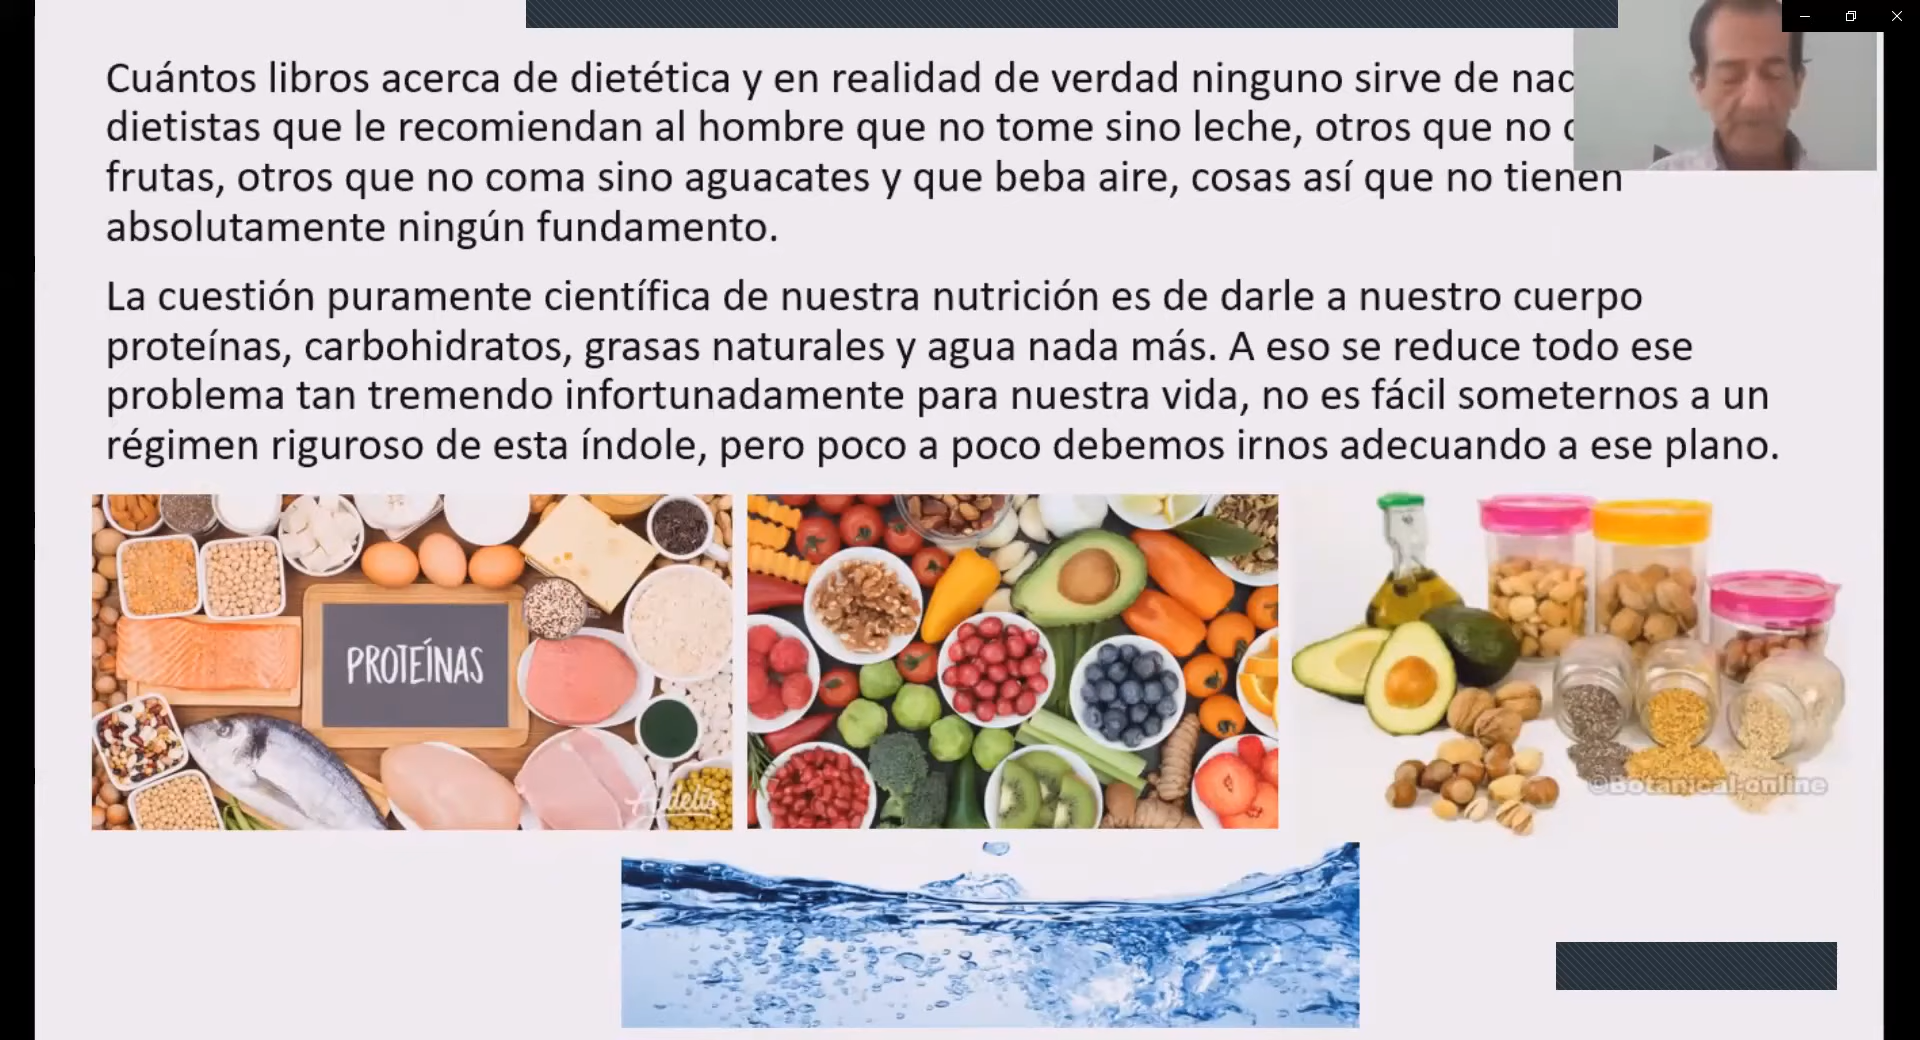 Cuántos libros acerca de dietética y en realidad de verdad ninguno sirve de
dietistas que le recomiendan al hombre que no tome sino leche, otros que no
frutas, otros que no coma sino aguacates y que beba aire, cosas así que no tienen
absolutamente ningún fundamento.
La cuestión puramente científica de nuestra nutrición es de darle a nuestro cuerpo
proteínas, carbohidratos, grasas naturales y agua nada más. A eso se reduce todo ese
problema tan tremendo infortunadamente para nuestra vida, no es fácil someternos a un
régimen riguroso de esta índole, pero poco a poco debemos irnos adecuando a ese plano.
PROTEÍNAS
©Botanical-online